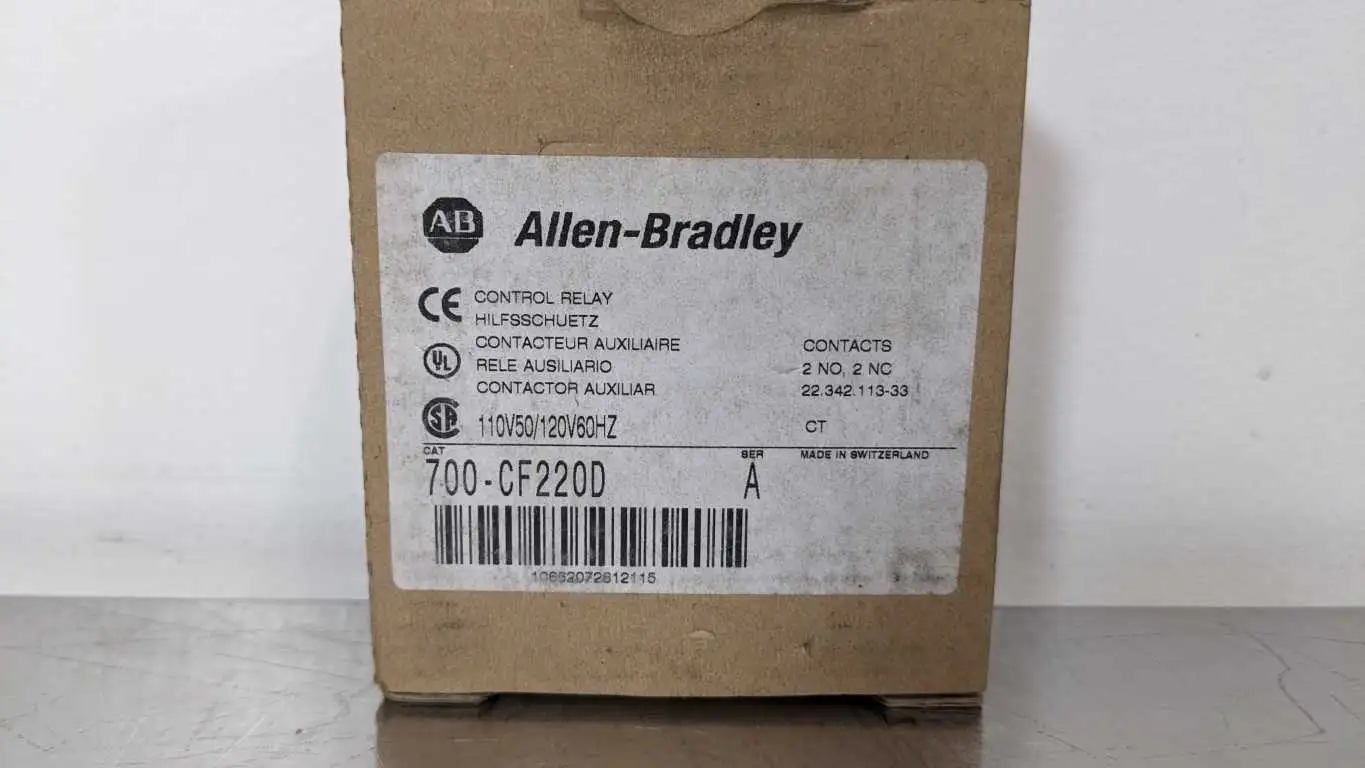 AB Allen-Bradley
CE CONTROL RELAY
HILFSSCHUETZ
CONTACTEUR AUXILIAIRE CONTACTS
UL RELE AUSILIARIO 2 NO, 2 NC
CONTACTOR AUXILIAR 22.342.113-33
SA 110V50/120V60HZ CT
CAT SER MADE IN SWITZERLAND
700-CF220D A
10662072812115